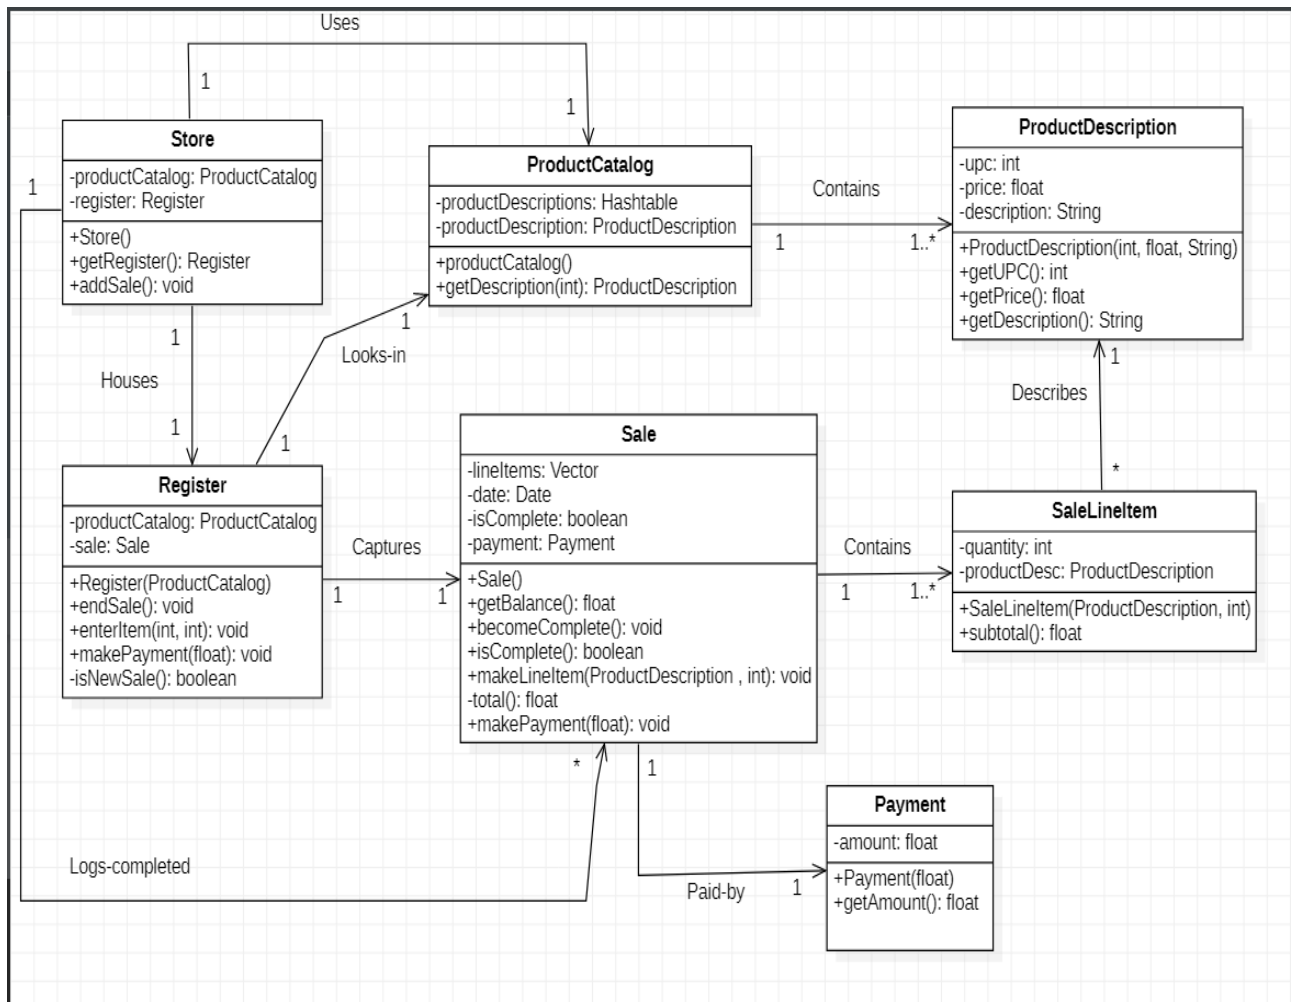 Uses
1
1
Store
-productCatalog: ProductCatalog
-register: Register
+Store()
+getRegister(): Register
+addSale(): void
1
ProductCatalog
-productDescriptions: Hashtable
-productDescription: ProductDescription
+productCatalog()
+getDescription(int): ProductDescription
Contains
1
1..*
ProductDescription
-upc: int
-price: float
-description: String
+ProductDescription(int, float, String)
+getUPC(): int
+getPrice(): float
+getDescription(): String
1
Houses
1
1
Looks-in
1
1
Describes
*
Register
-productCatalog: ProductCatalog
-sale: Sale
+Register(ProductCatalog)
+endSale(): void
+enterItem(int, int): void
+makePayment(float): void
-isNewSale(): boolean
Captures
1
1
Sale
-lineItems: Vector
-date: Date
-isComplete: boolean
-payment: Payment
+Sale()
+getBalance(): float
+becomeComplete(): void
+isComplete(): boolean
+makeLineItem(ProductDescription , int): void
-total(): float
+makePayment(float): void
Contains
1
1..*
SaleLineItem
-quantity: int
-productDesc: ProductDescription
+SaleLineItem(ProductDescription, int)
+subtotal(): float
*
1
Logs-completed
Paid-by
1
Payment
-amount: float
+Payment(float)
+getAmount(): float